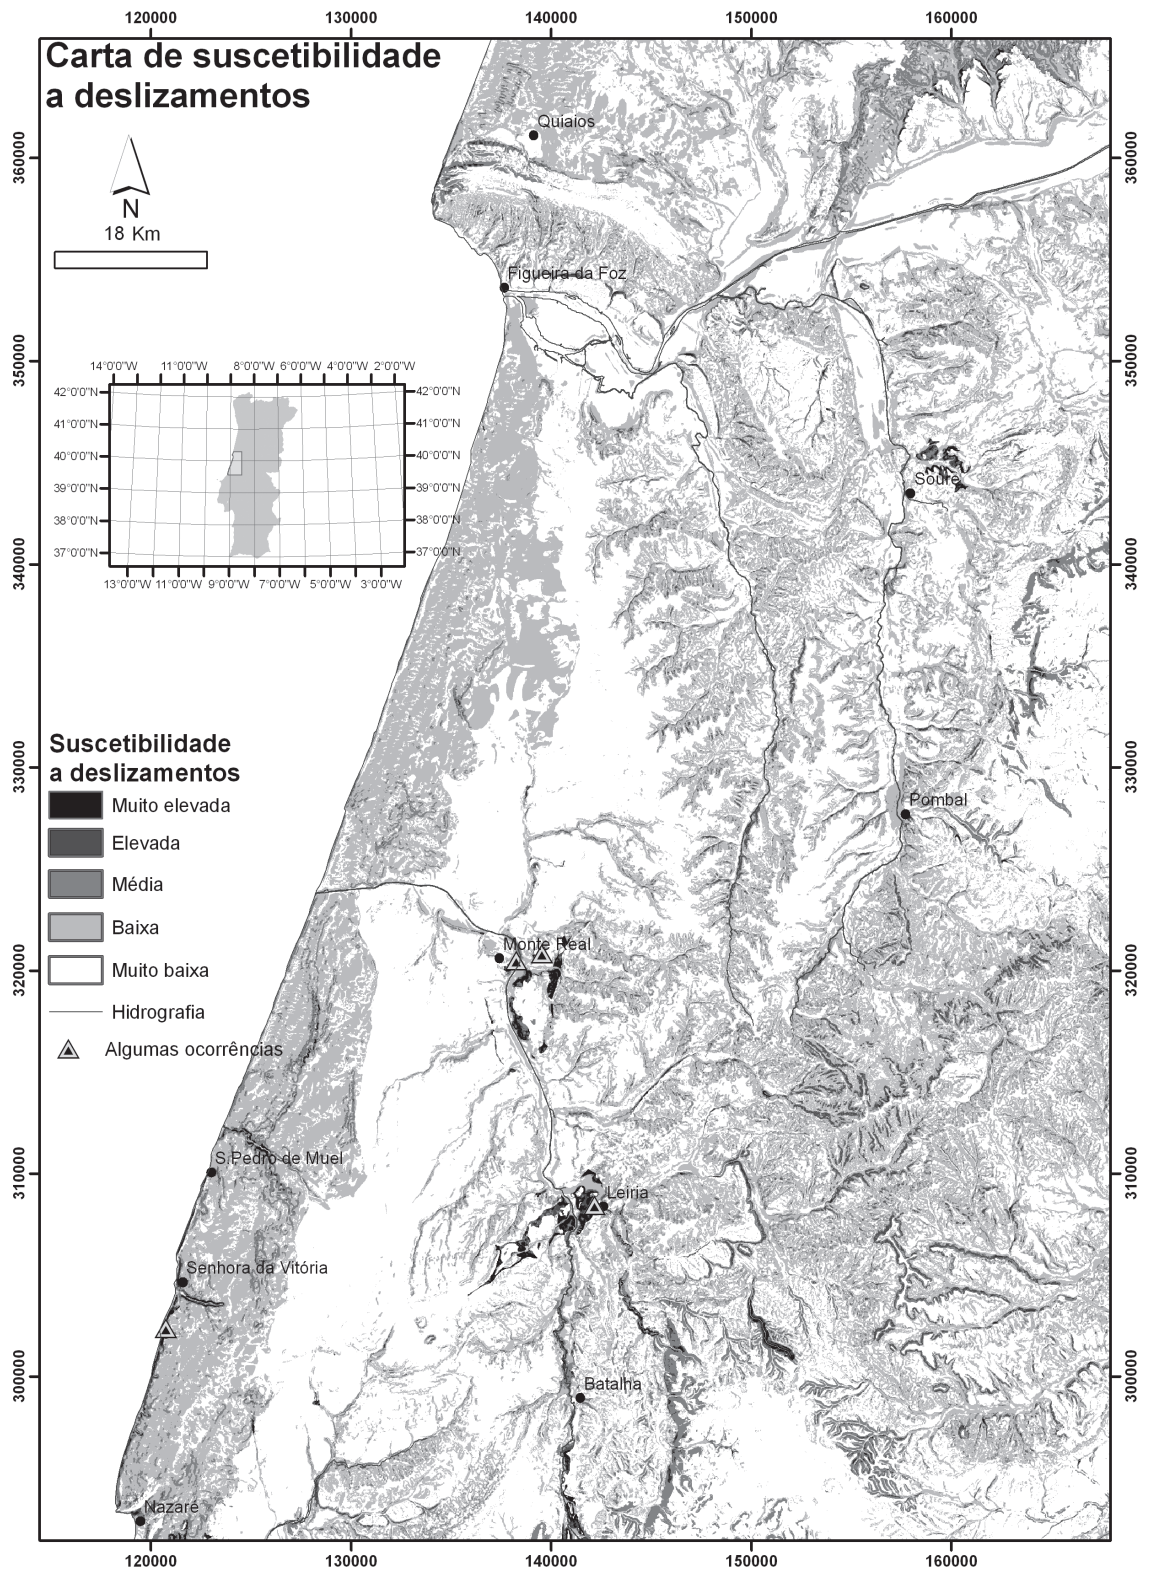 120000 130000 140000 150000 160000
Carta de suscetibilidade
a deslizamentos
N
18 Km
360000
350000
340000
330000
320000
310000
300000
360000
350000
340000
330000
320000
310000
300000
14°0'0"W 11°0'0"W 8°0'0"W 6°0'0"W 4°0'0"W 2°0'0"W
42°0'0"N 42°0'0"N
41°0'0"N 41°0'0"N
40°0'0"N 40°0'0"N
39°0'0"N 39°0'0"N
38°0'0"N 38°0'0"N
37°0'0"N 37°0'0"N
13°0'0"W 11°0'0"W 9°0'0"W 7°0'0"W 5°0'0"W 3°0'0"W
Suscetibilidade
a deslizamentos
Muito elevada
Elevada
Média
Baixa
Muito baixa
Hidrografia
Algumas ocorrências
Quiaios
Figueira da Foz
Soure
Pombal
Monte Real
S.Pedro de Muel
Leiria
Senhora da Vitória
Batalha
Nazaré
120000 130000 140000 150000 160000